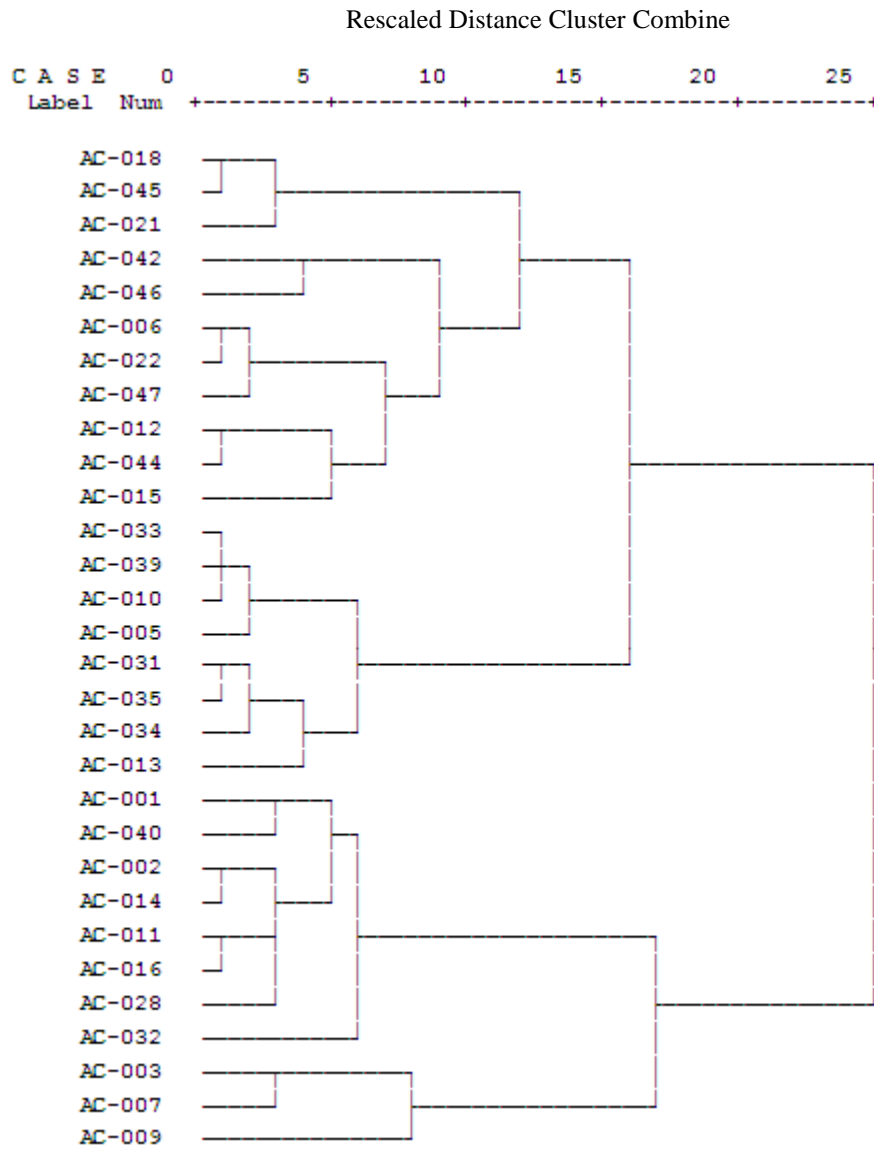 Rescaled Distance Cluster Combine
C A S E 0 5 10 15 20 25
Label Num +---------+---------+---------+---------+---------+
AC-018
AC-045
AC-021
AC-042
AC-046
AC-006
AC-022
AC-047
AC-012
AC-044
AC-015
AC-033
AC-039
AC-010
AC-005
AC-031
AC-035
AC-034
AC-013
AC-001
AC-040
AC-002
AC-014
AC-011
AC-016
AC-028
AC-032
AC-003
AC-007
AC-009